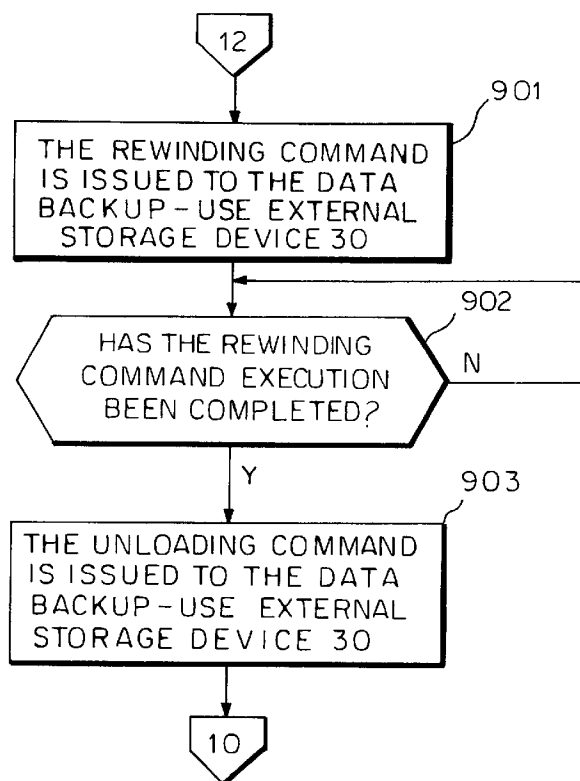 12
901
THE REWINDING COMMAND
IS ISSUED TO THE DATA
BACKUP-USE EXTERNAL
STORAGE DEVICE 30
902
HAS THE REWINDING
COMMAND EXECUTION
BEEN COMPLETED?
N
Y
903
THE UNLOADING COMMAND
IS ISSUED TO THE DATA
BACKUP-USE EXTERNAL
STORAGE DEVICE 30
10